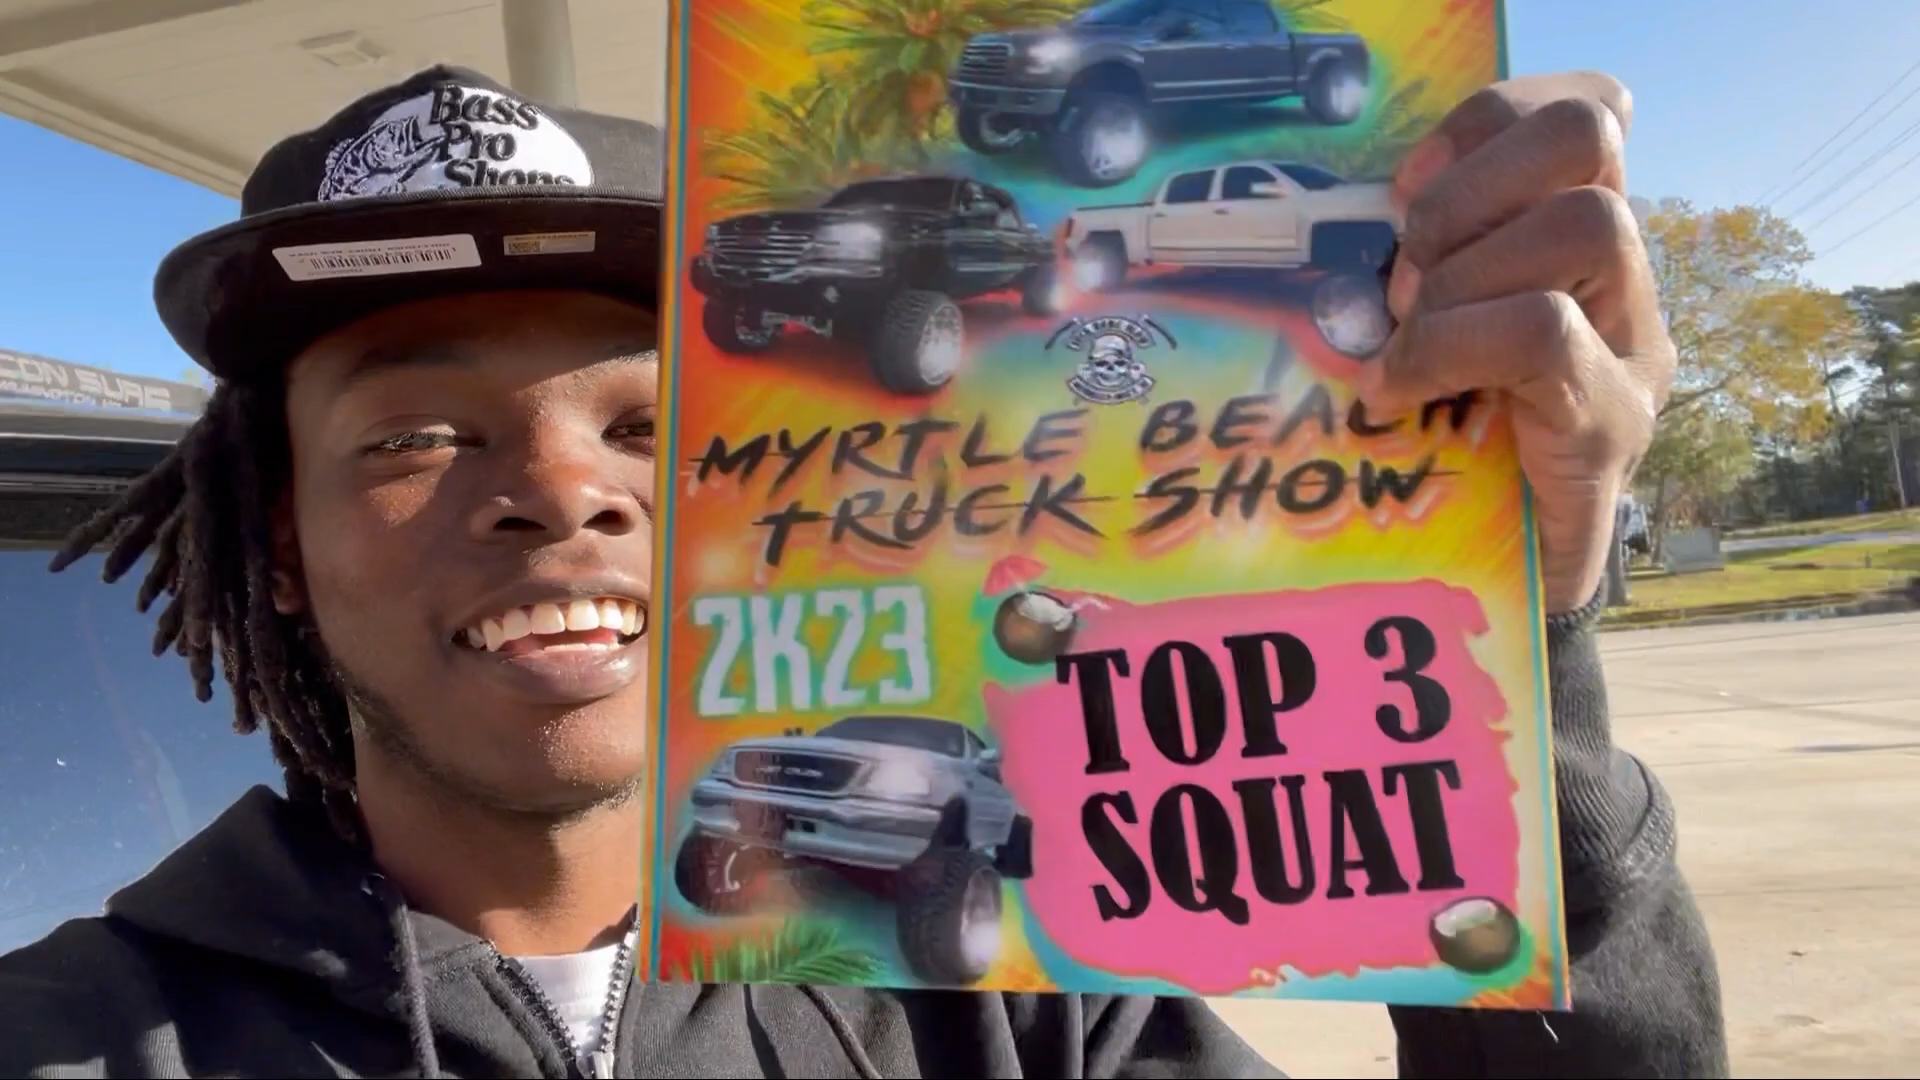 Bass
Pro
Shops
MYRTLE BEACH
TRUCK SHOW
2K23
TOP 3
SQUAT